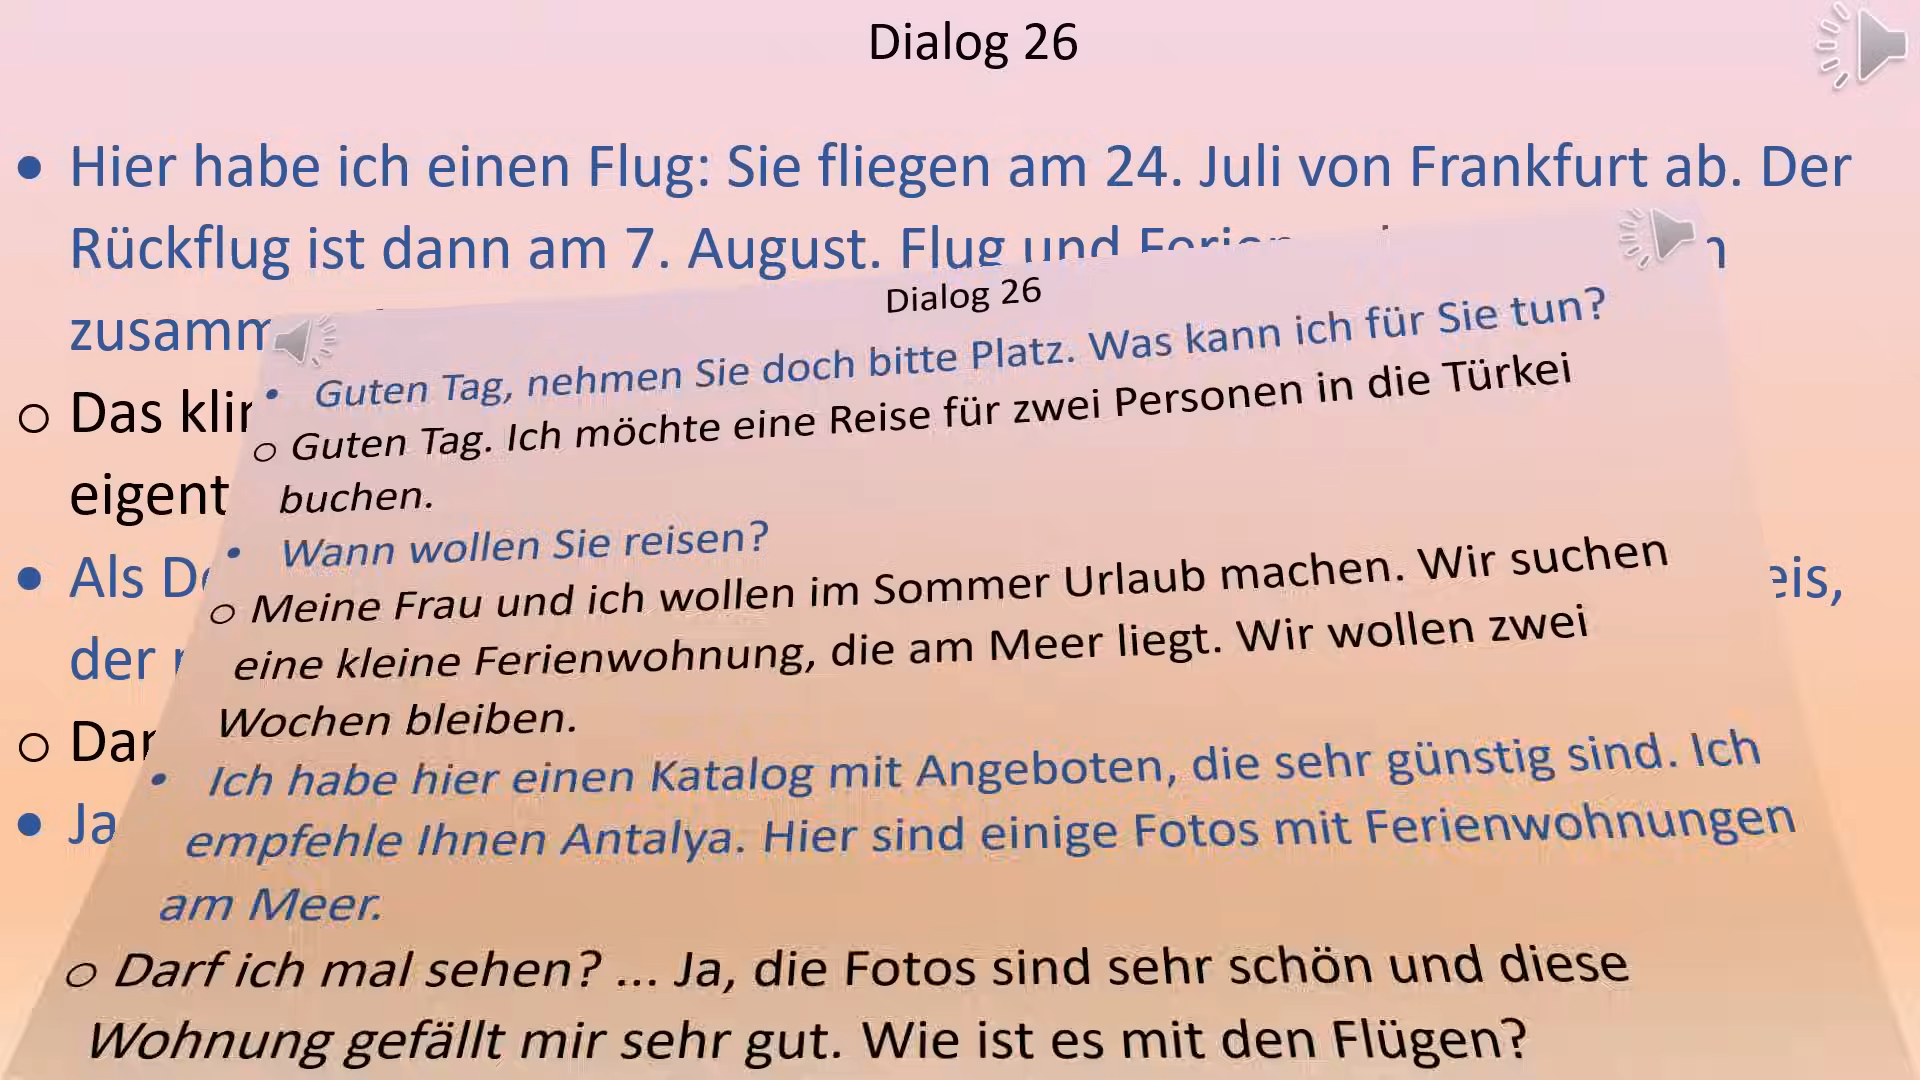 Dialog 26
• Hier habe ich einen Flug: Sie fliegen am 24. Juli von Frankfurt ab. Der
Rückflug ist dann am 7. August. Flug und
zusamm
o Das klin
eigent
• Als De
eis,
der
o Dar
• Ja
Dialog 26
• Guten Tag, nehmen Sie doch bitte Platz. Was kann ich für Sie tun?
o Guten Tag. Ich möchte eine Reise für zwei Personen in die Türkei
buchen.
• Wann wollen Sie reisen?
o Meine Frau und ich wollen im Sommer Urlaub machen. Wir suchen
eine kleine Ferienwohnung, die am Meer liegt. Wir wollen zwei
Wochen bleiben.
• Ich habe hier einen Katalog mit Angeboten, die sehr günstig sind. Ich
empfehle Ihnen Antalya. Hier sind einige Fotos mit Ferienwohnungen
am Meer.
o Darf ich mal sehen? ... Ja, die Fotos sind sehr schön und diese
Wohnung gefällt mir sehr gut. Wie ist es mit den Flügen?